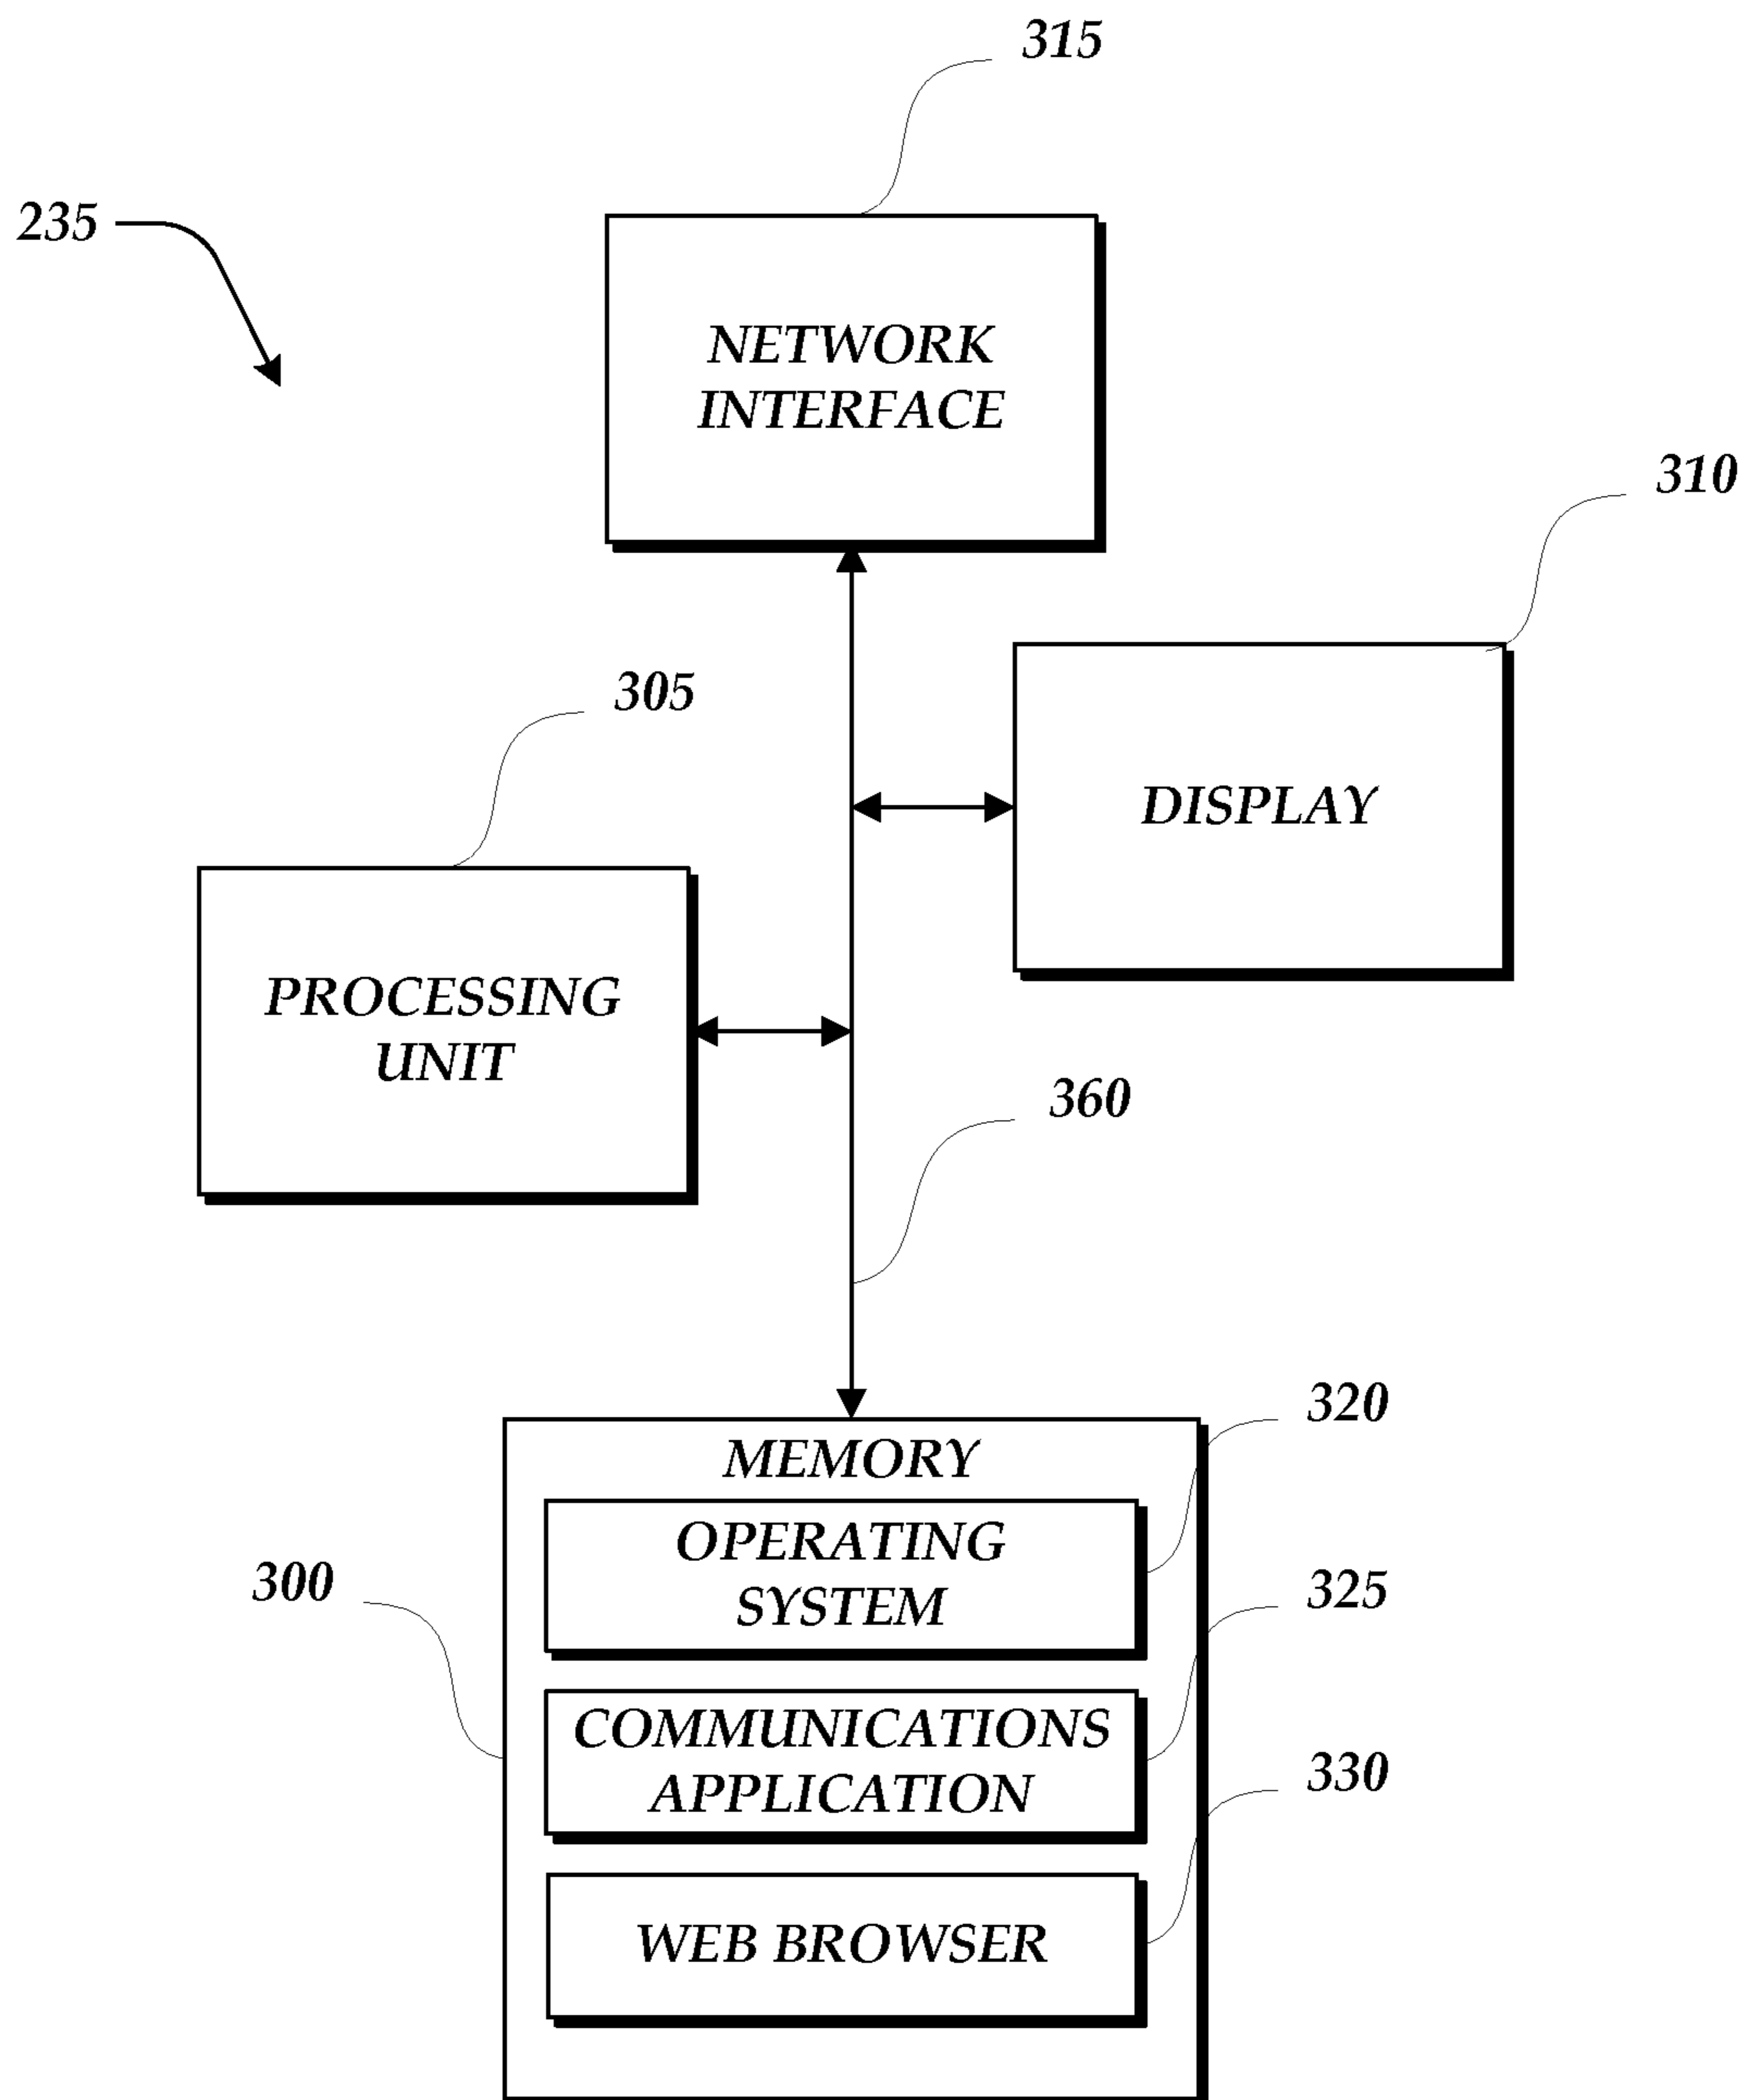 315
235
NETWORK
INTERFACE
310
305
DISPLAY
PROCESSING
UNIT
360
320
MEMORY
OPERATING
SYSTEM
300
325
COMMUNICATIONS
APPLICATION
330
WEB BROWSER